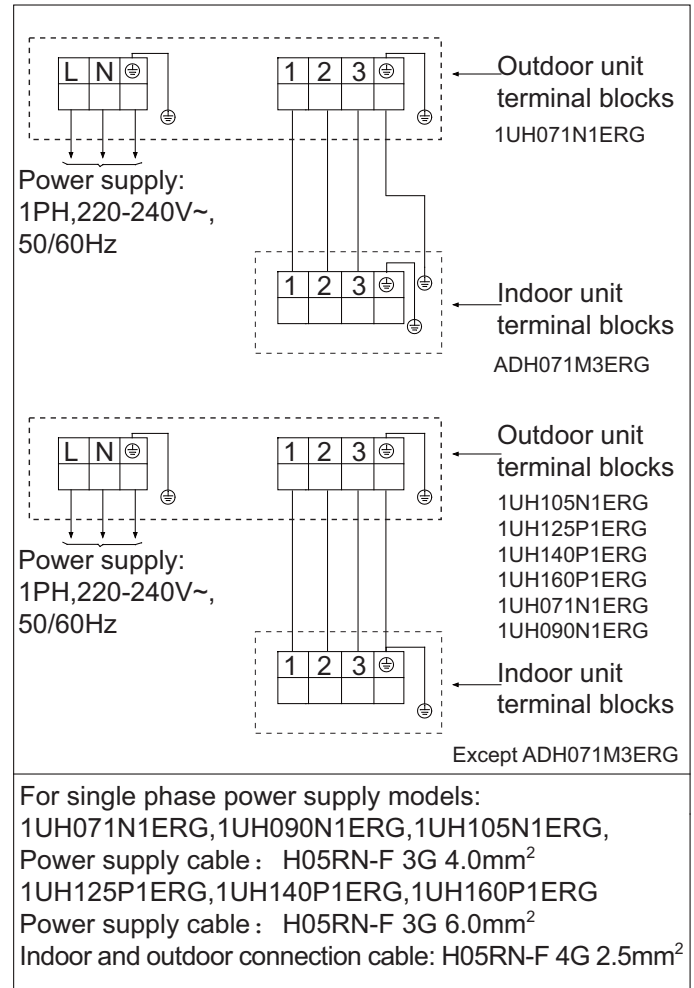 L N ⏚ 1 2 3 ⏚
Outdoor unit
terminal blocks
1UH071N1ERG
Power supply:
1PH,220-240V~,
50/60Hz
1 2 3 ⏚
Indoor unit
terminal blocks
ADH071M3ERG
L N ⏚ 1 2 3 ⏚
Outdoor unit
terminal blocks
1UH105N1ERG
1UH125P1ERG
1UH140P1ERG
1UH160P1ERG
1UH071N1ERG
1UH090N1ERG
Power supply:
1PH,220-240V~,
50/60Hz
1 2 3 ⏚
Indoor unit
terminal blocks
Except ADH071M3ERG
For single phase power supply models:
1UH071N1ERG,1UH090N1ERG,1UH105N1ERG,
Power supply cable： H05RN-F 3G 4.0mm²
1UH125P1ERG,1UH140P1ERG,1UH160P1ERG
Power supply cable： H05RN-F 3G 6.0mm²
Indoor and outdoor connection cable: H05RN-F 4G 2.5mm²